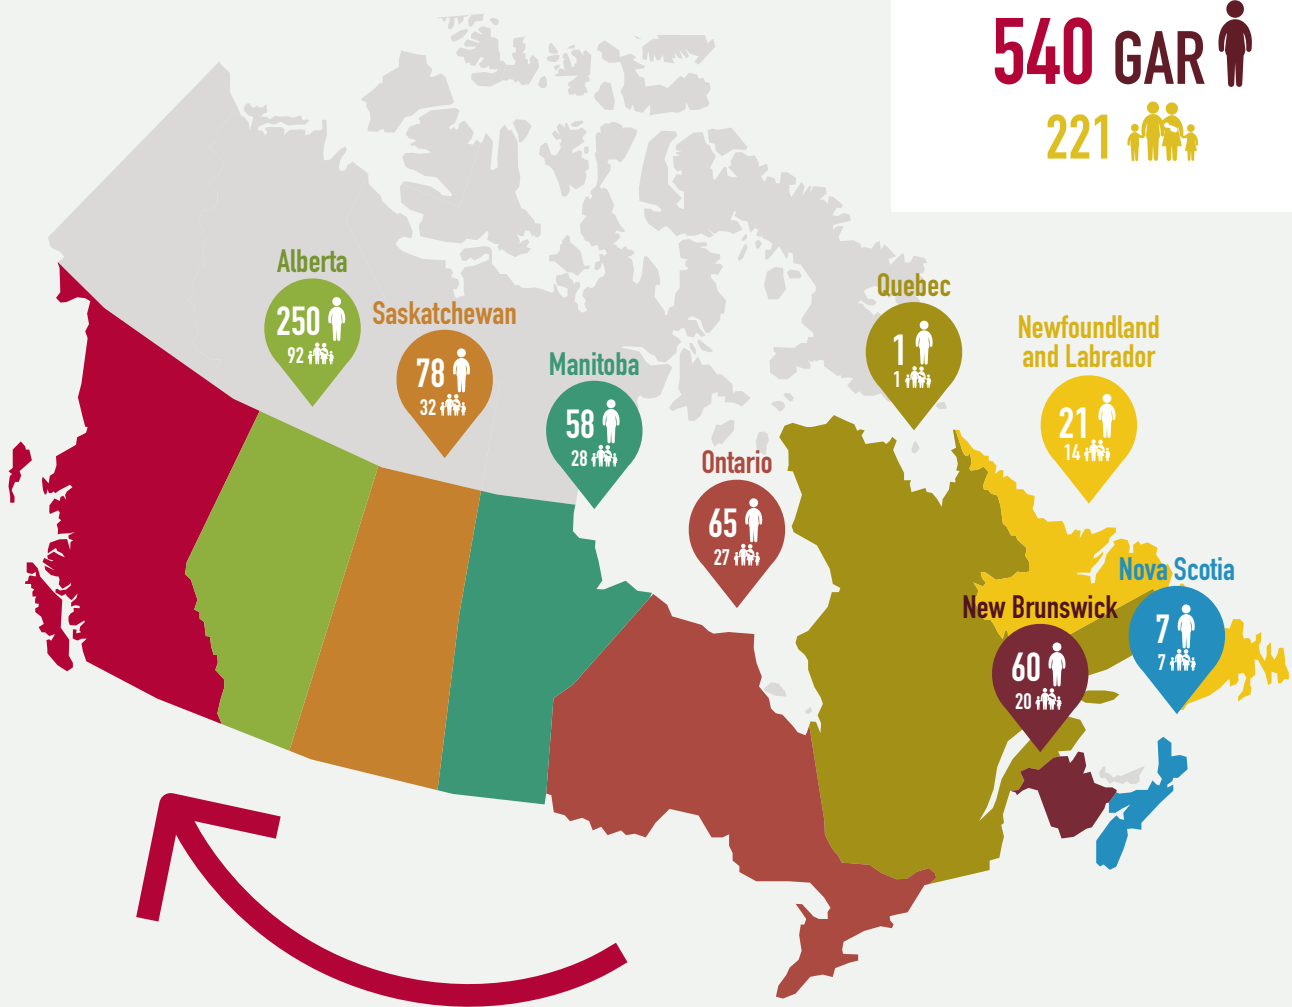 540 GAR
221
Alberta
250
92
Saskatchewan
78
32
Manitoba
58
28
Ontario
65
27
Quebec
1
1
Newfoundland
and Labrador
21
14
Nova Scotia
7
7
New Brunswick
60
20